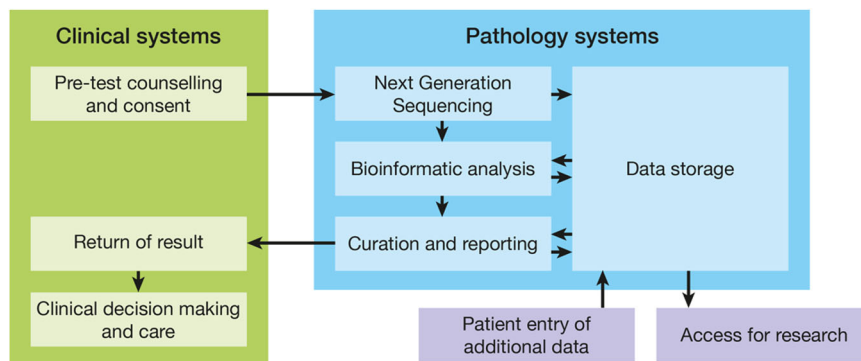 Clinical systems
Pathology systems
Pre-test counselling
and consent
Next Generation
Sequencing
Bioinformatic analysis
Data storage
Return of result
Curation and reporting
Clinical decision making
and care
Patient entry of
additional data
Access for research